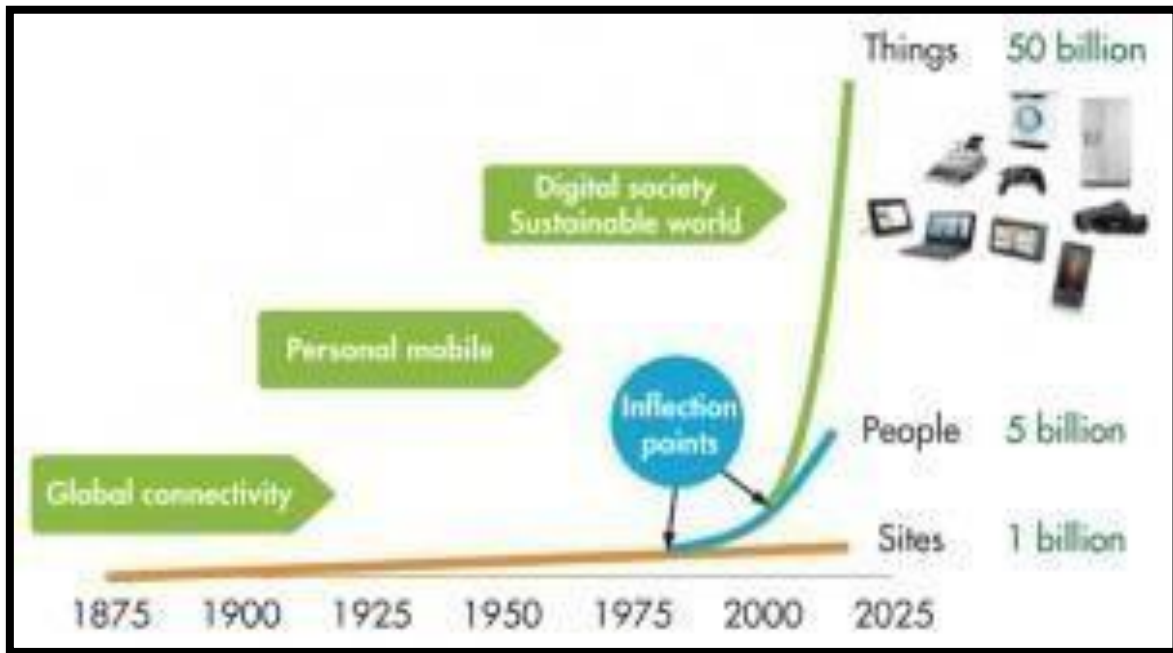 Things 50 billion
Digital society
Sustainable world
Personal mobile
Inflection
points
People 5 billion
Global connectivity
Sites 1 billion
1875 1900 1925 1950 1975 2000 2025